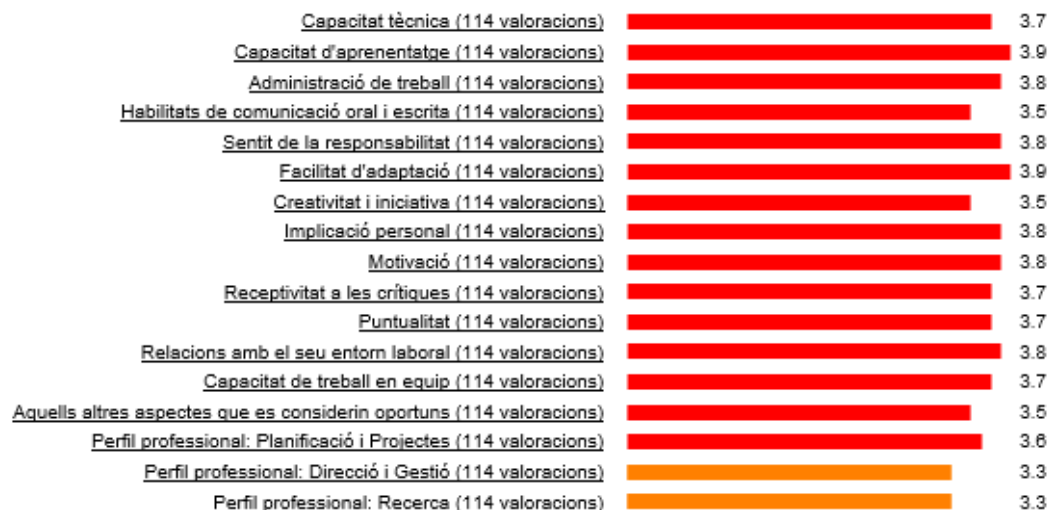 Capacitat tècnica (114 valoracions) 3.7
Capacitat d'aprenentatge (114 valoracions) 3.9
Administració de treball (114 valoracions) 3.8
Habilitats de comunicació oral i escrita (114 valoracions) 3.5
Sentit de la responsabilitat (114 valoracions) 3.8
Facilitat d'adaptació (114 valoracions) 3.9
Creativitat i iniciativa (114 valoracions) 3.5
Implicació personal (114 valoracions) 3.8
Motivació (114 valoracions) 3.8
Receptivitat a les crítiques (114 valoracions) 3.7
Puntualitat (114 valoracions) 3.7
Relacions amb el seu entorn laboral (114 valoracions) 3.8
Capacitat de treball en equip (114 valoracions) 3.7
Aquells altres aspectes que es considerin oportuns (114 valoracions) 3.5
Perfil professional: Planificació i Projectes (114 valoracions) 3.6
Perfil professional: Direcció i Gestió (114 valoracions) 3.3
Perfil professional: Recerca (114 valoracions) 3.3